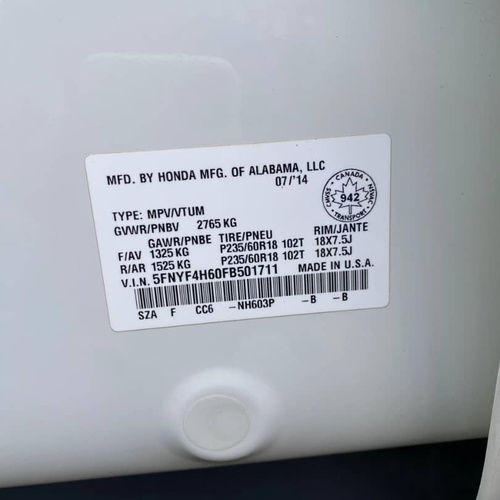 MFD. BY HONDA MFG. OF ALABAMA, LLC
07/'14
CANADA
942
TRANSPORT
CMVSS
NSVAC
TYPE: MPV/VTUM
GVWR/PNBV 2765 KG
GAWR/PNBE TIRE/PNEU RIM/JANTE
F/AV 1325 KG P235/60R18 102T 18X7.5J
R/AR 1525 KG P235/60R18 102T 18X7.5J
V.I.N. 5FNYF4H60FB501711 MADE IN U.S.A.
SZA F CC6 -NH603P -B -B